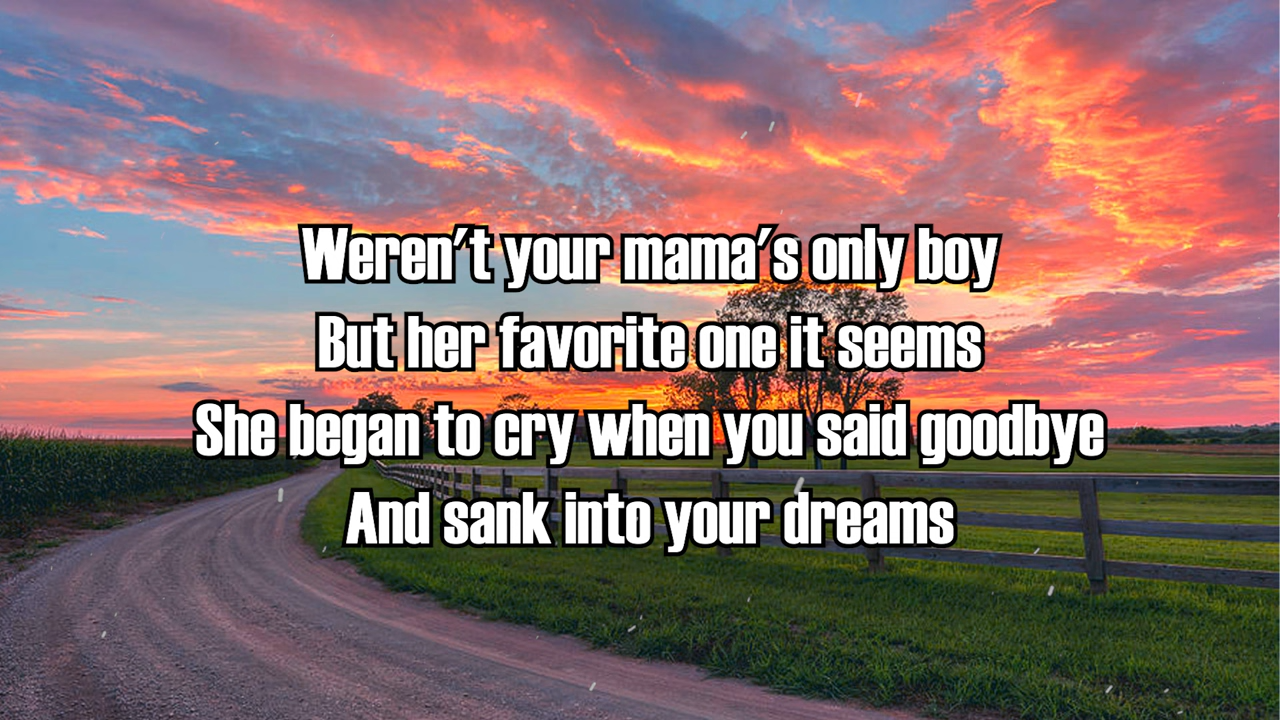 Weren't your mama's only boy
But her favorite one it seems
She began to cry when you said goodbye
And sank into your dreams